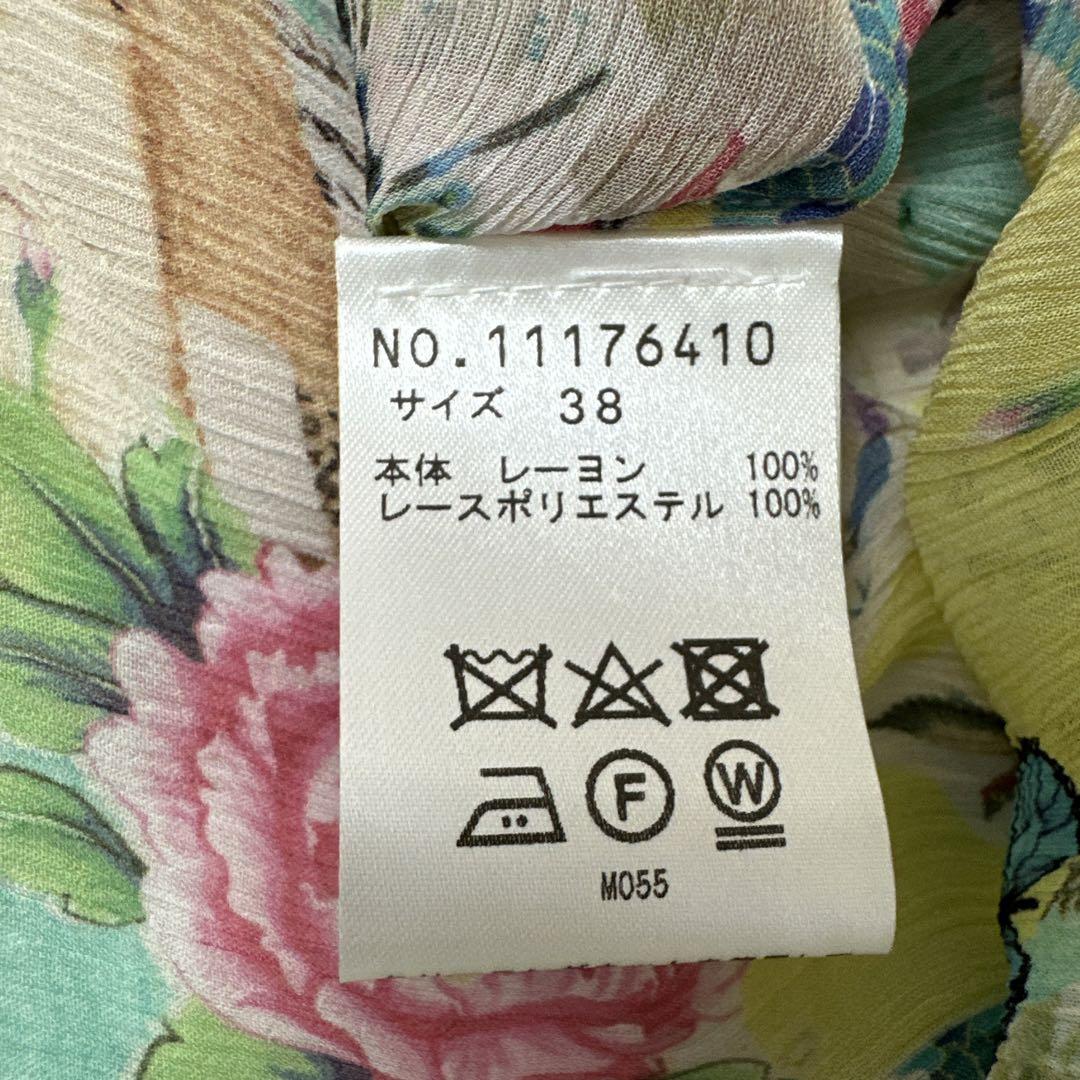 NO.11176410
サイズ 38
本体 レーヨン 100%
レースポリエステル 100%
F W
M055